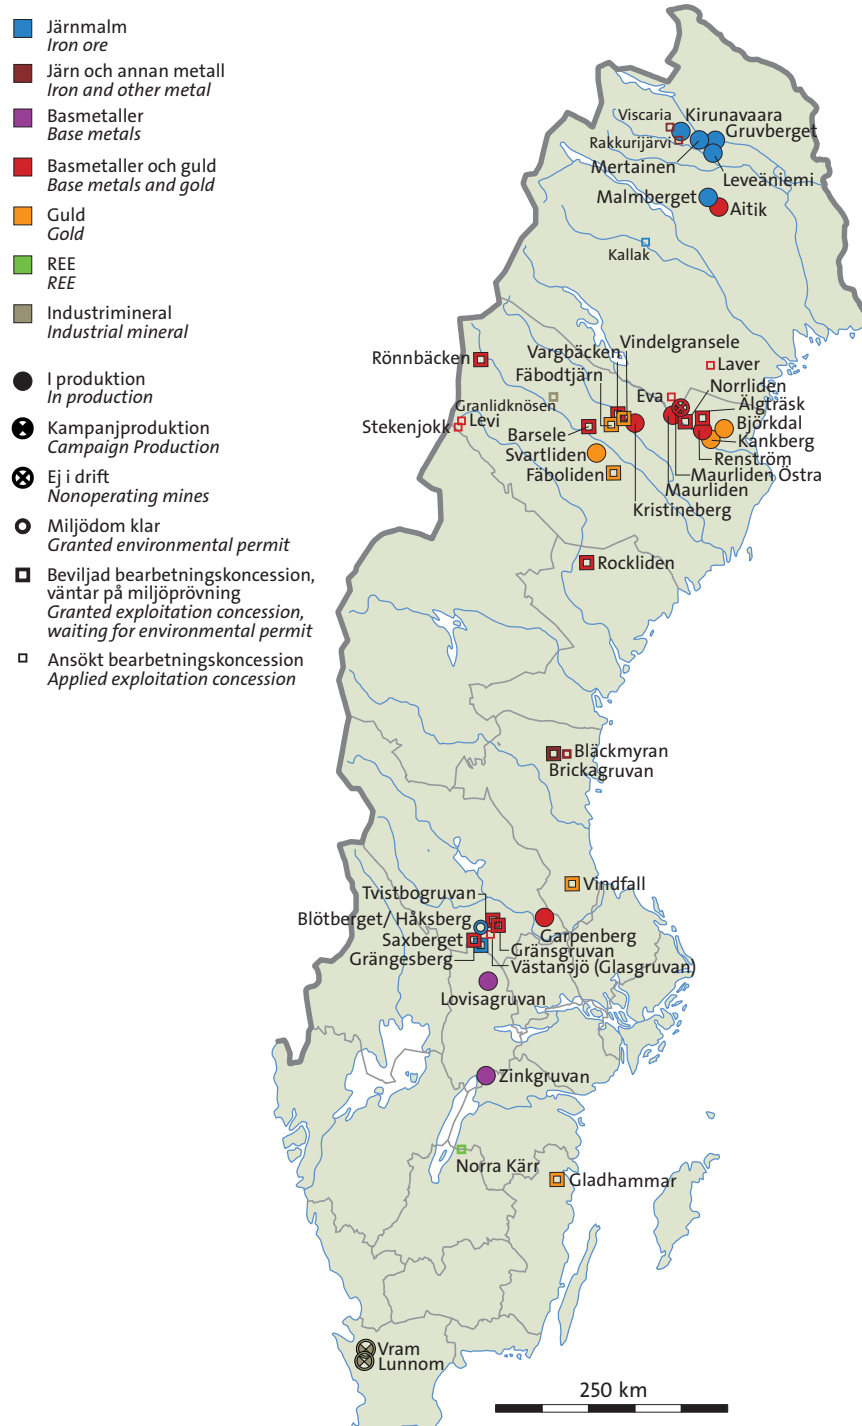 Järnmalm
Iron ore
Järn och annan metall
Iron and other metal
Basmetaller
Base metals
Basmetaller och guld
Base metals and gold
Guld
Gold
REE
REE
Industrimineral
Industrial mineral
I produktion
In production
Kampanjproduktion
Campaign Production
Ej i drift
Nonoperating mines
Miljödom klar
Granted environmental permit
Beviljad bearbetningskoncession,
väntar på miljöprövning
Granted exploitation concession,
waiting for environmental permit
Ansökt bearbetningskoncession
Applied exploitation concession
Viscaria
Kirunavaara
Gruvberget
Rakkurijärvi
Mertainen
Leveäniemi
Malmberget
Aitik
Kallak
Vindelgransele
Vargbäcken
Rönnbäcken
Laver
Fäbodtjärn
Norrliden
Eva
Granlidknösen
Älgträsk
Levi
Stekenjokk
Björkdal
Barsele
Kankberg
Svartliden
Renström
Fäboliden
Maurliden Östra
Maurliden
Kristineberg
Rockliden
Bläckmyran
Brickagruvan
Vindfall
Tvistbogruvan
Blötberget/ Håksberg
Garpenberg
Saxberget
Gränsgruvan
Grängesberg
Västansjö (Glasgruvan)
Lovisagruvan
Zinkgruvan
Norra Kärr
Gladhammar
Vram
Lunnom
250 km